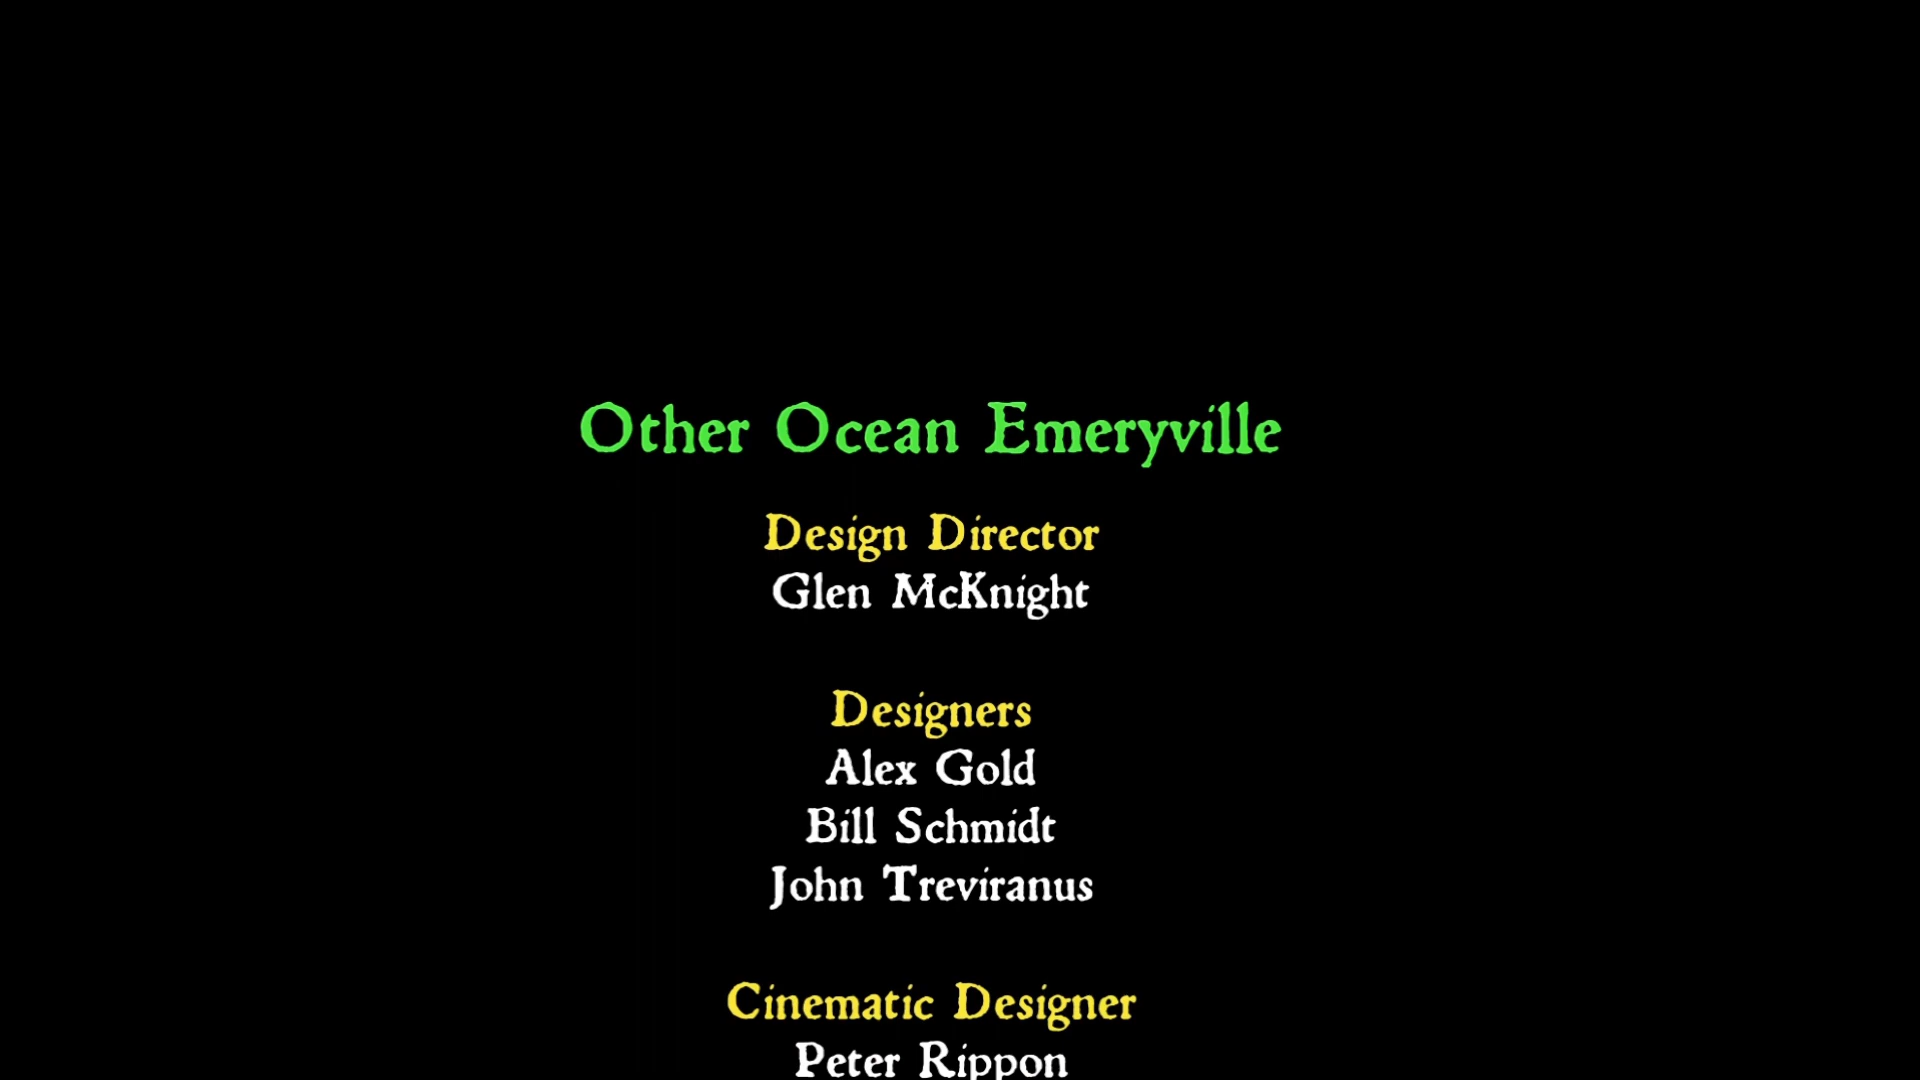 Other Ocean Emeryville
Design Director
Glen McKnight
Designers
Alex Gold
Bill Schmidt
John Treviranus
Cinematic Designer
Peter Rippon